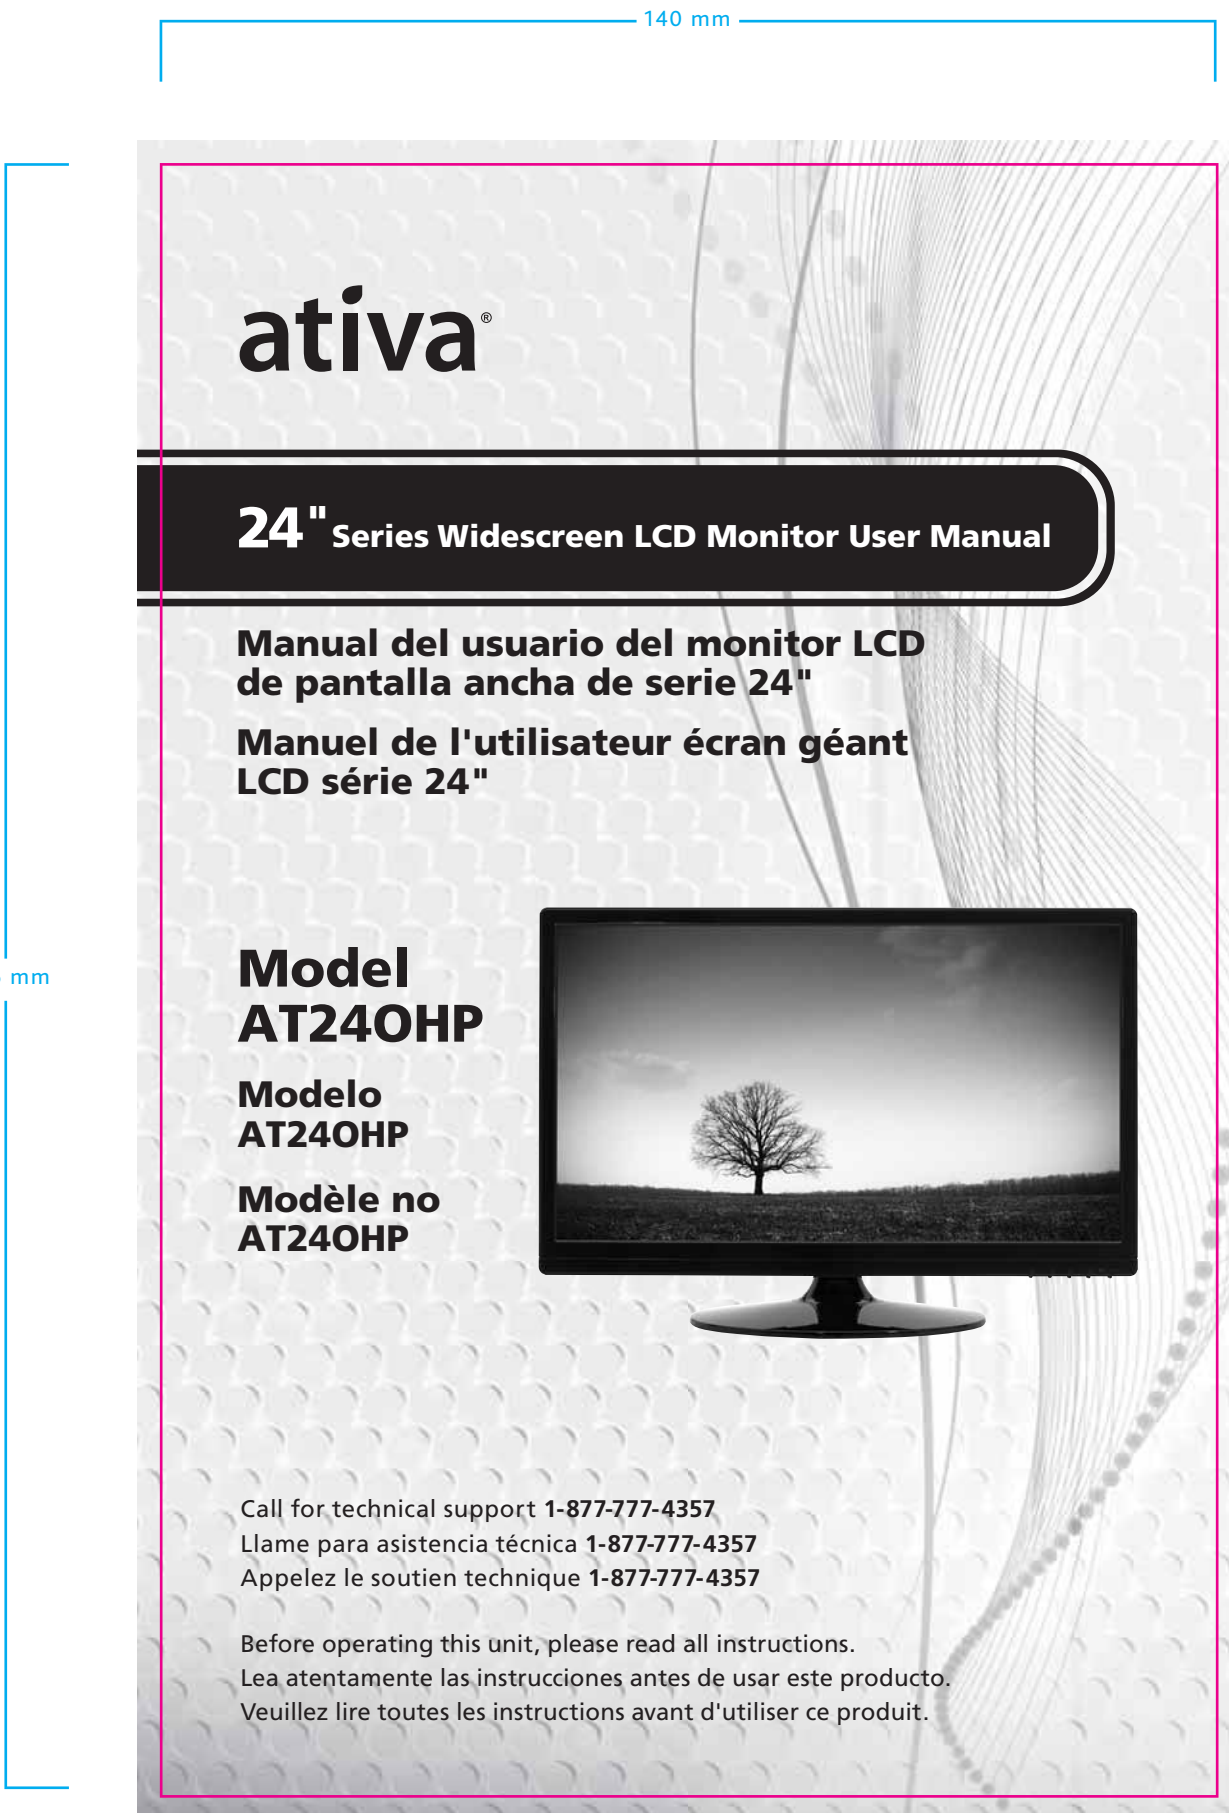 140 mm
ativa®
24" Series Widescreen LCD Monitor User Manual
Manual del usuario del monitor LCD
de pantalla ancha de serie 24"
Manuel de l'utilisateur écran géant
LCD série 24"
mm
Model
AT24OHP
Modelo
AT24OHP
Modèle no
AT24OHP
Call for technical support 1-877-777-4357
Llame para asistencia técnica 1-877-777-4357
Appelez le soutien technique 1-877-777-4357
Before operating this unit, please read all instructions.
Lea atentamente las instrucciones antes de usar este producto.
Veuillez lire toutes les instructions avant d'utiliser ce produit.